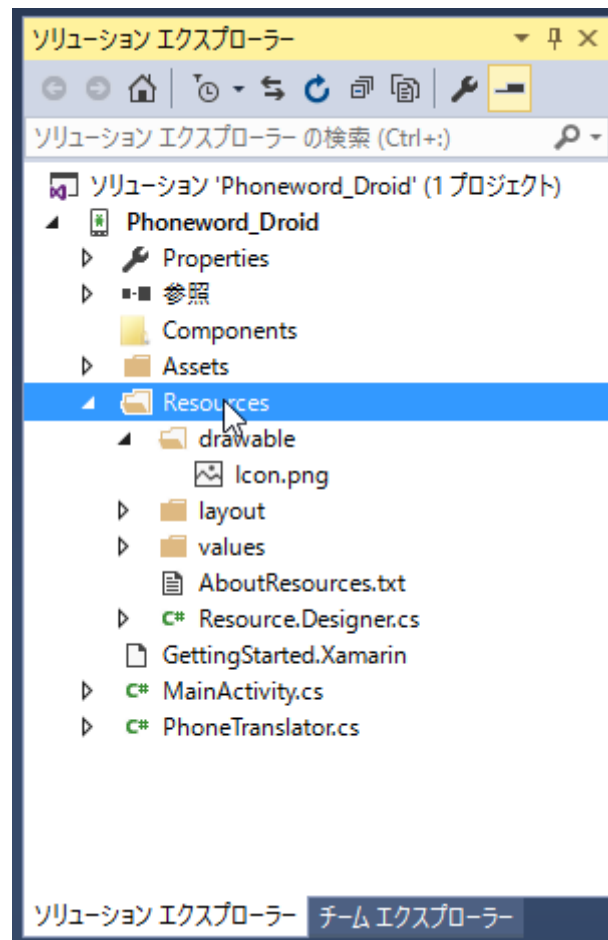 ソリューション エクスプローラー
ソリューション エクスプローラー の検索 (Ctrl+:)
ソリューション 'Phoneword_Droid' (1 プロジェクト)
Phoneword_Droid
Properties
参照
Components
Assets
Resources
drawable
Icon.png
layout
values
AboutResources.txt
C# Resource.Designer.cs
GettingStarted.Xamarin
C# MainActivity.cs
C# PhoneTranslator.cs
ソリューション エクスプローラー チーム エクスプローラー